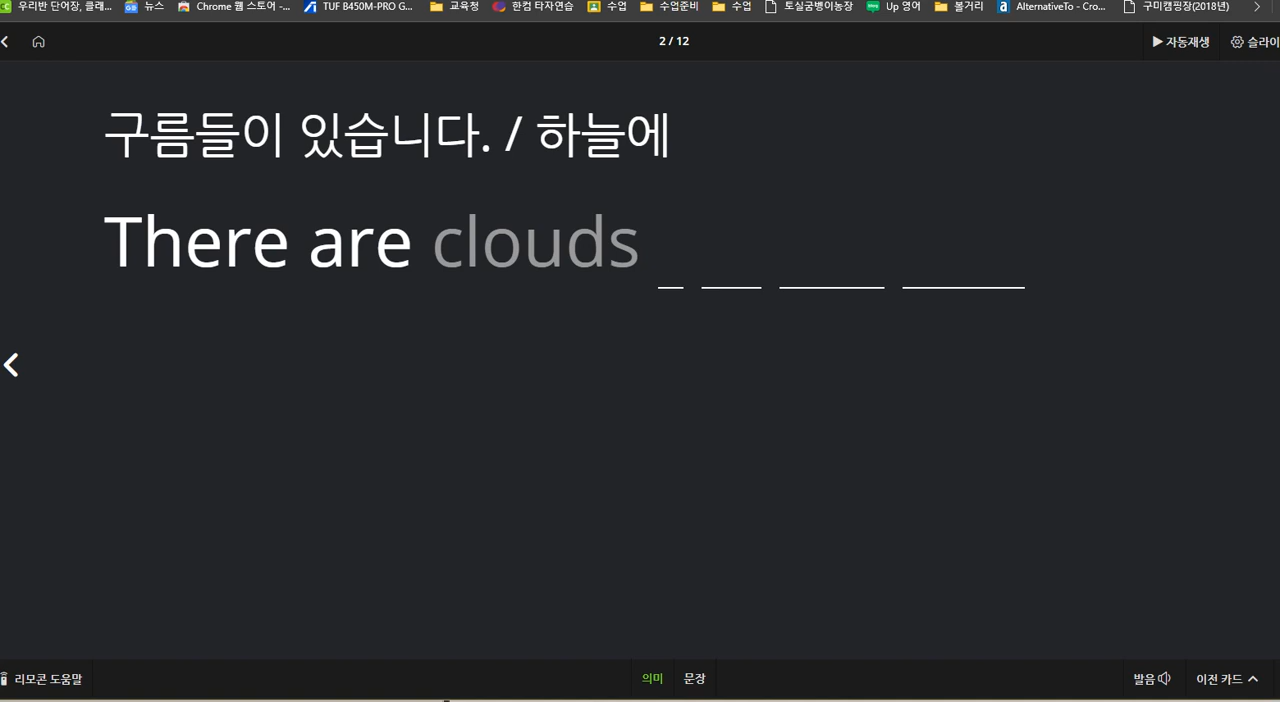 우리반 단어장, 클래... 뉴스 Chrome 웹 스토어 -... TUF B450M-PRO G... 교육청 한컴 타자연습 수업 수업준비 수업 토실굼벵이농장 Up 영어 볼거리 AlternativeTo - Cro... 구미캠핑장(2018년)
2 / 12 자동재생 슬라이
구름들이 있습니다. / 하늘에
There are clouds
리모콘 도움말 의미 문장 발음 이전 카드